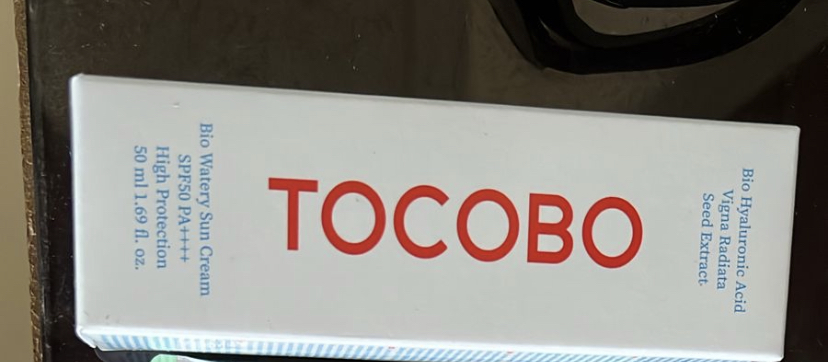 TOCOBO
Bio Watery Sun Cream
SPF50 PA++++
High Protection
50 ml 1.69 fl. oz.
Bio Hyaluronic Acid
Vigna Radiata
Seed Extract